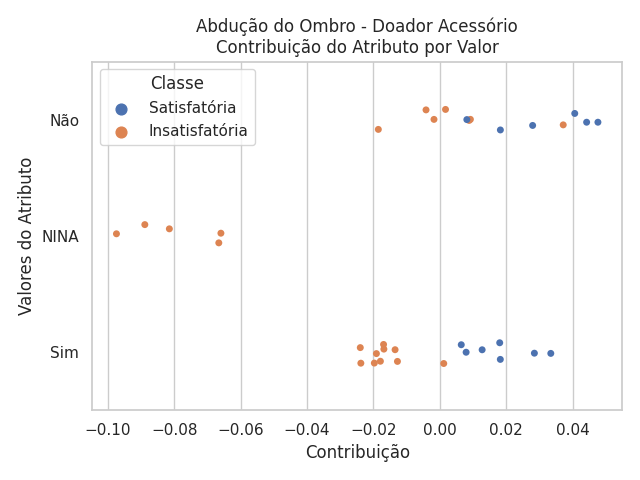 Abdução do Ombro - Doador Acessório
Contribuição do Atributo por Valor
Classe
Satisfatória
Insatisfatória
Valores do Atributo
Não
NINA
Sim
−0.10 −0.08 −0.06 −0.04 −0.02 0.00 0.02 0.04
Contribuição